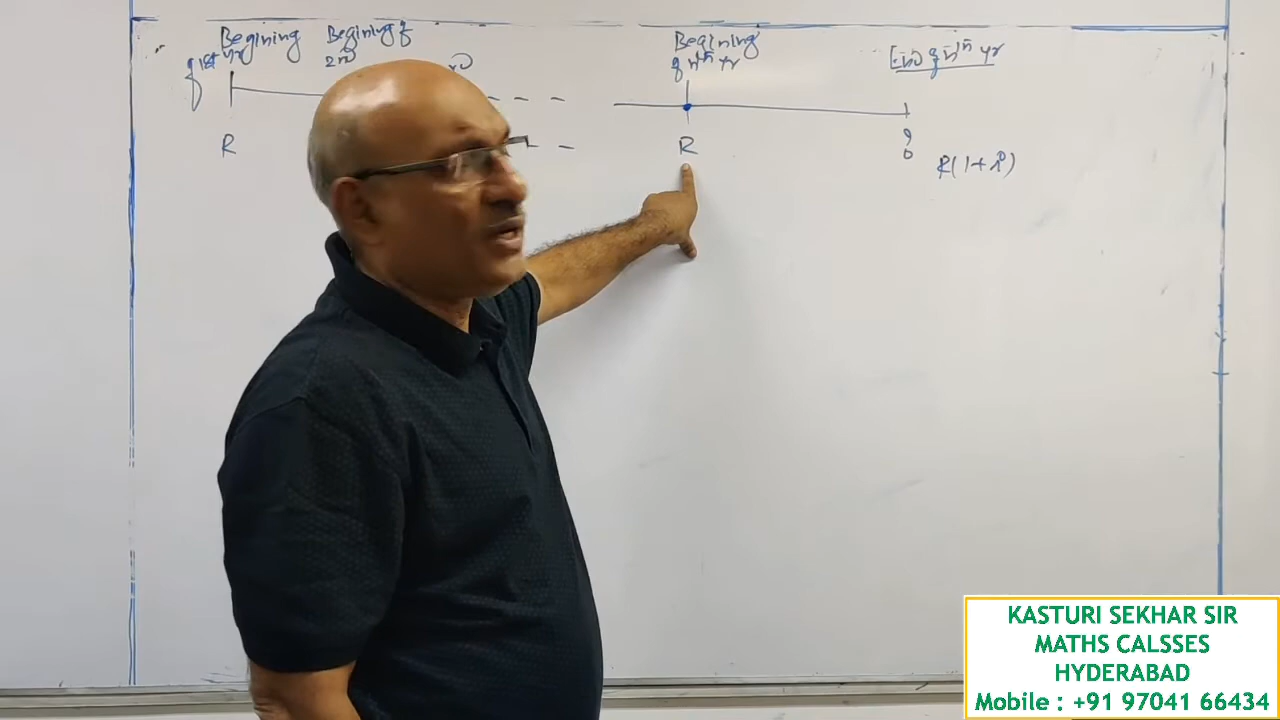 Begining
of 1st yr
Begining of
2nd
Begining
of nth yr
End of nth yr
R
R
0
R(1+i)
KASTURI SEKHAR SIR
MATHS CALSSES
HYDERABAD
Mobile : +91 97041 66434